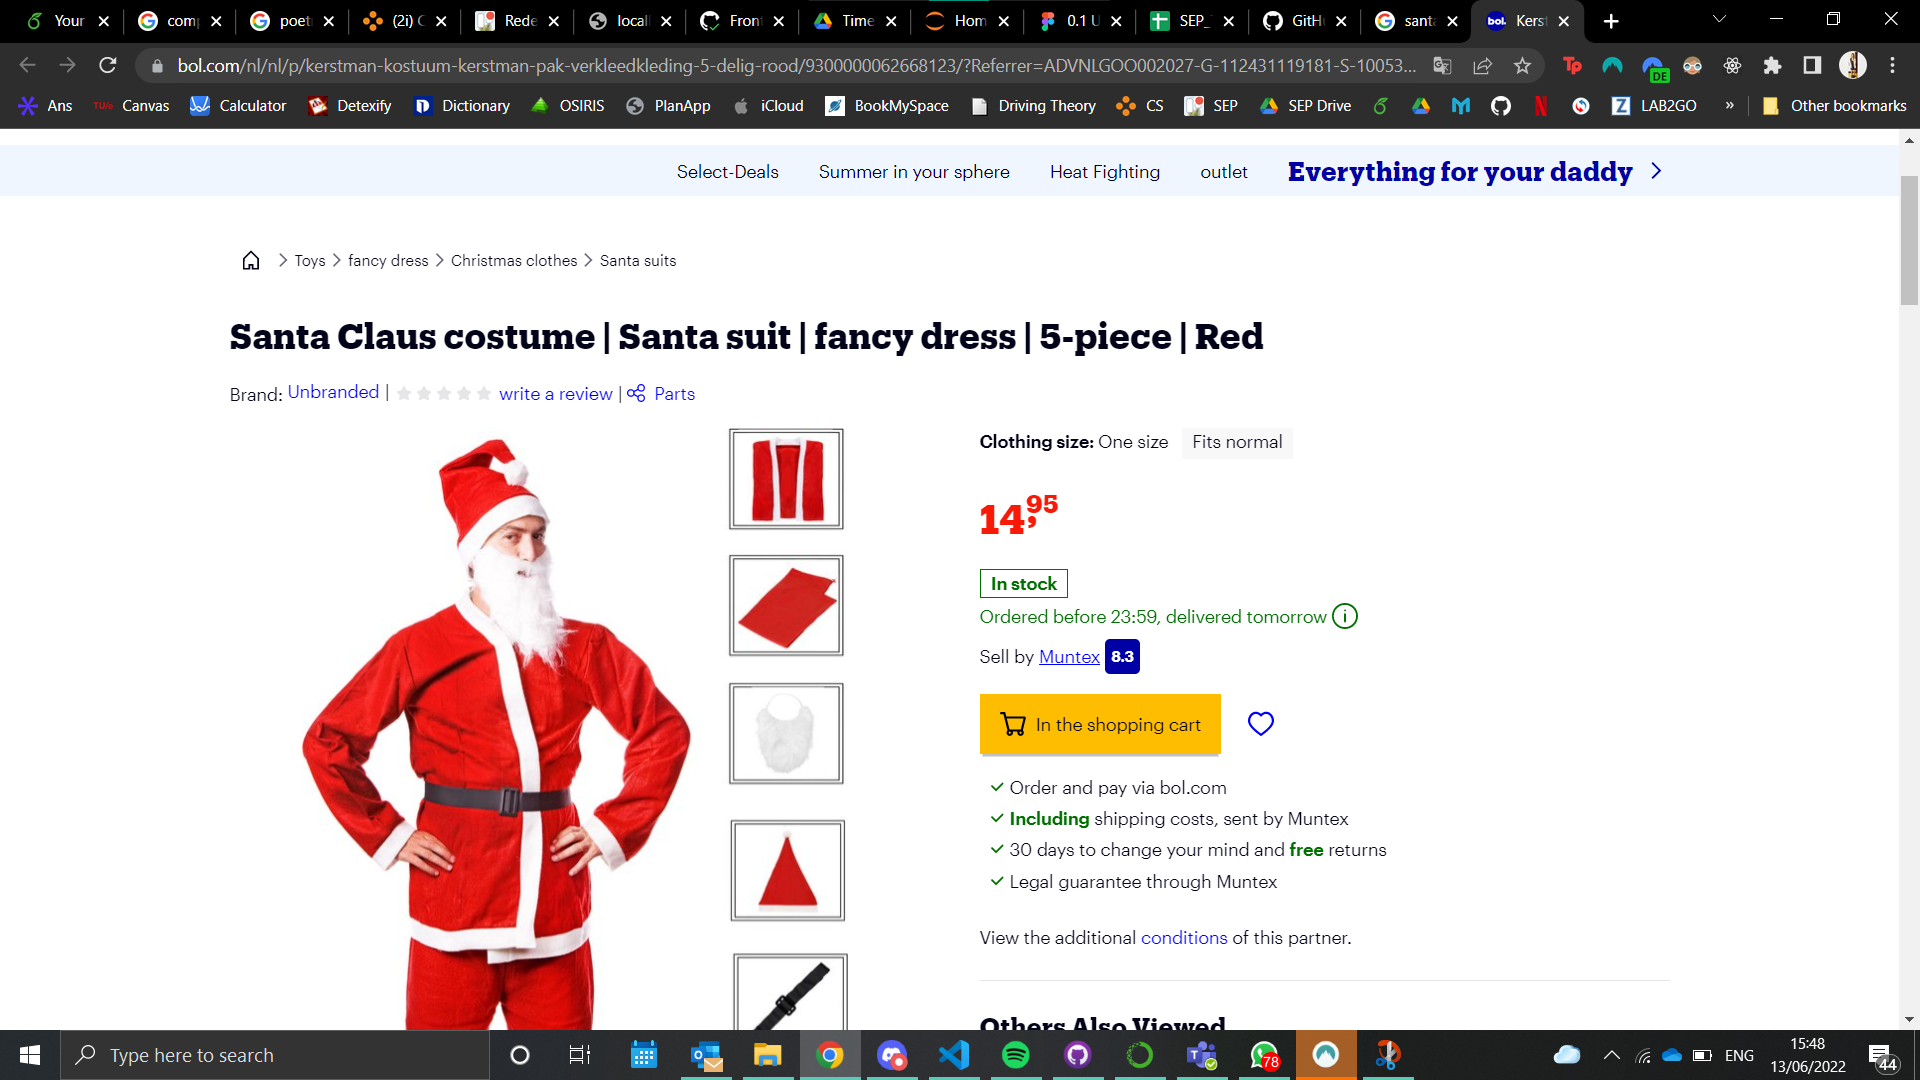 Your
comp
poet
(2i) C
Rede
locall
Front
Time
Hom
0.1 U
SEP_
GitH
sant
bol. Kerst
bol.com/nl/nl/p/kerstman-kostuum-kerstman-pak-verkleedkleding-5-delig-rood/9300000062668123/?Referrer=ADVNLGOO002027-G-112431119181-S-10053...
Tp
DE
Ans
TU/e Canvas
Calculator
Detexify
Dictionary
OSIRIS
PlanApp
iCloud
BookMySpace
Driving Theory
CS
SEP
SEP Drive
LAB2GO
»
Other bookmarks
Select-Deals
Summer in your sphere
Heat Fighting
outlet
Everything for your daddy
Toys
fancy dress
Christmas clothes
Santa suits
Santa Claus costume | Santa suit | fancy dress | 5-piece | Red
Brand: Unbranded | write a review | Parts
Clothing size: One size Fits normal
14,95
In stock
Ordered before 23:59, delivered tomorrow
Sell by Muntex 8.3
In the shopping cart
Order and pay via bol.com
Including shipping costs, sent by Muntex
30 days to change your mind and free returns
Legal guarantee through Muntex
View the additional conditions of this partner.
Others Also Viewed
Type here to search
78
ENG
15:48
13/06/2022
44